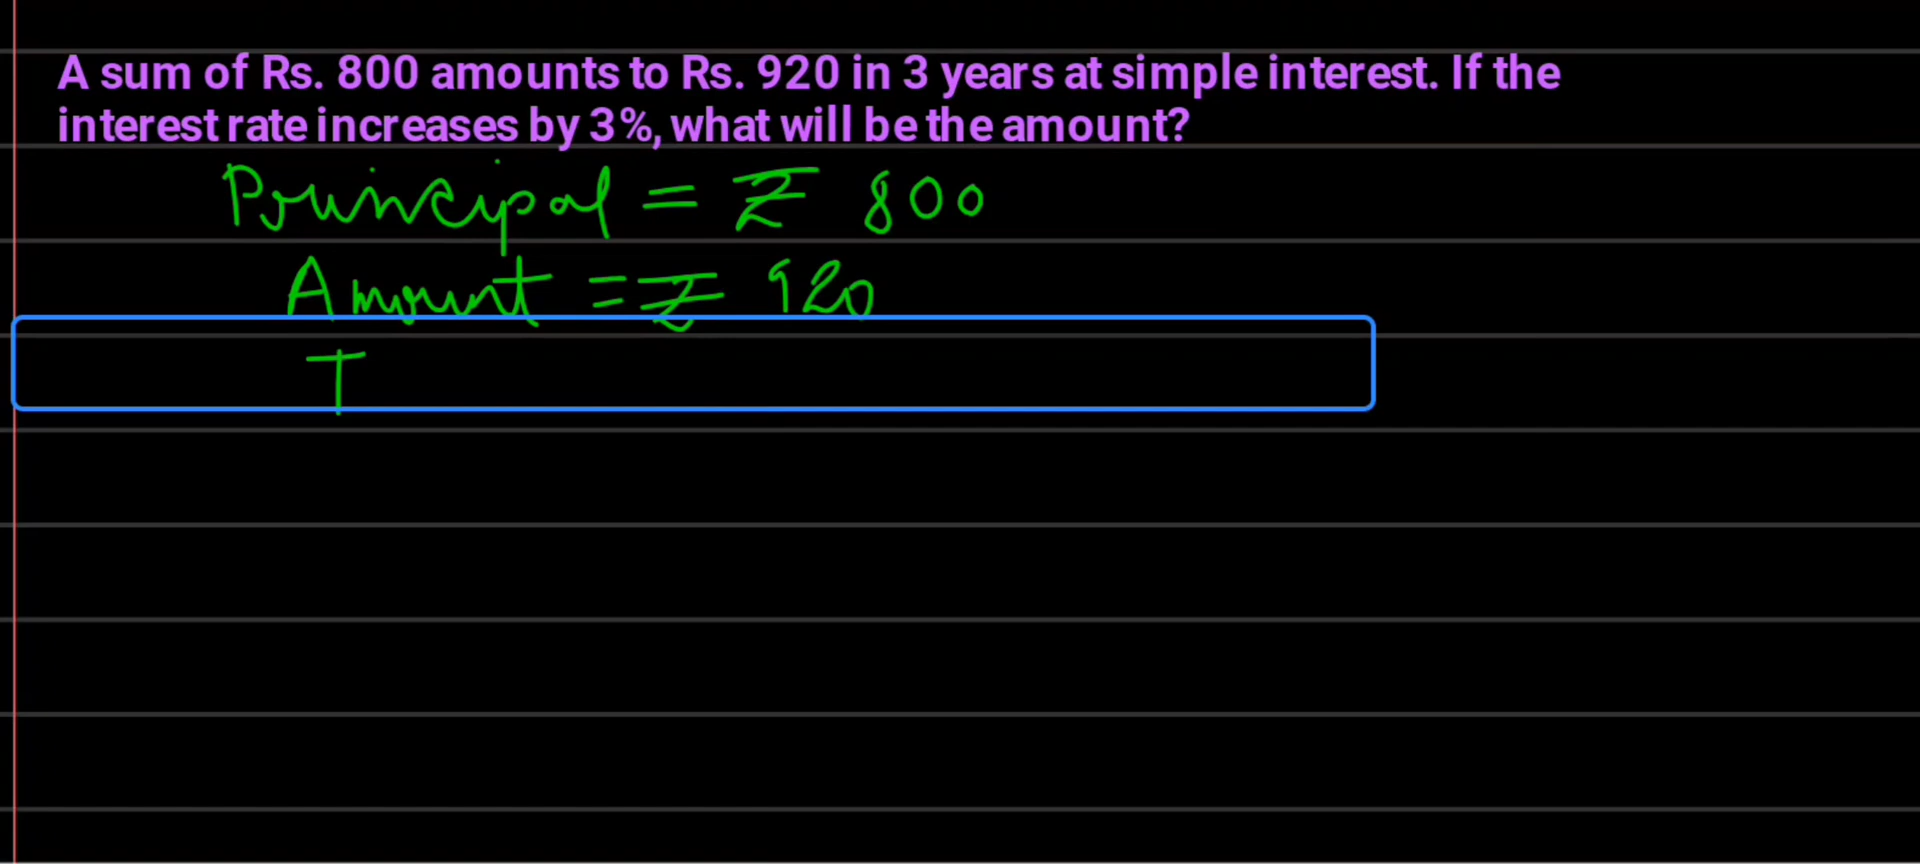 A sum of Rs. 800 amounts to Rs. 920 in 3 years at simple interest. If the
interest rate increases by 3%, what will be the amount?
Principal = ₹ 800
Amount = ₹ 920
T